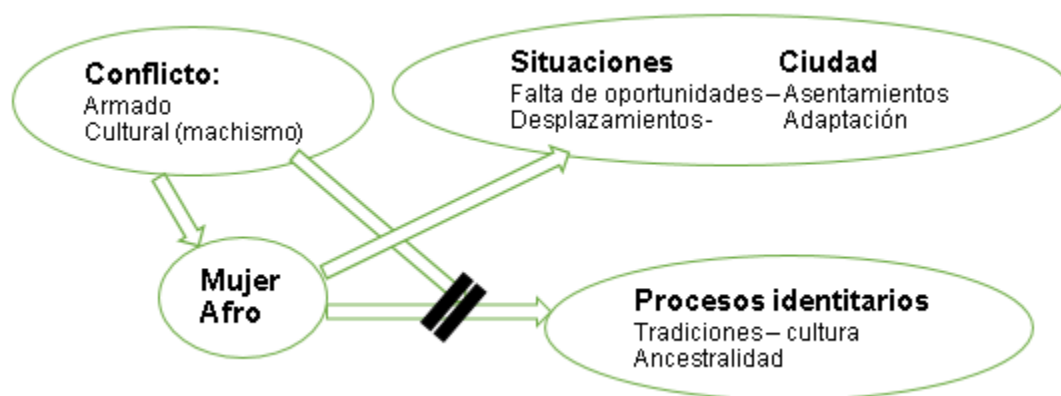 Conflicto:
Armado
Cultural (machismo)
Situaciones Ciudad
Falta de oportunidades – Asentamientos
Desplazamientos- Adaptación
Mujer
Afro
Procesos identitarios
Tradiciones – cultura
Ancestralidad